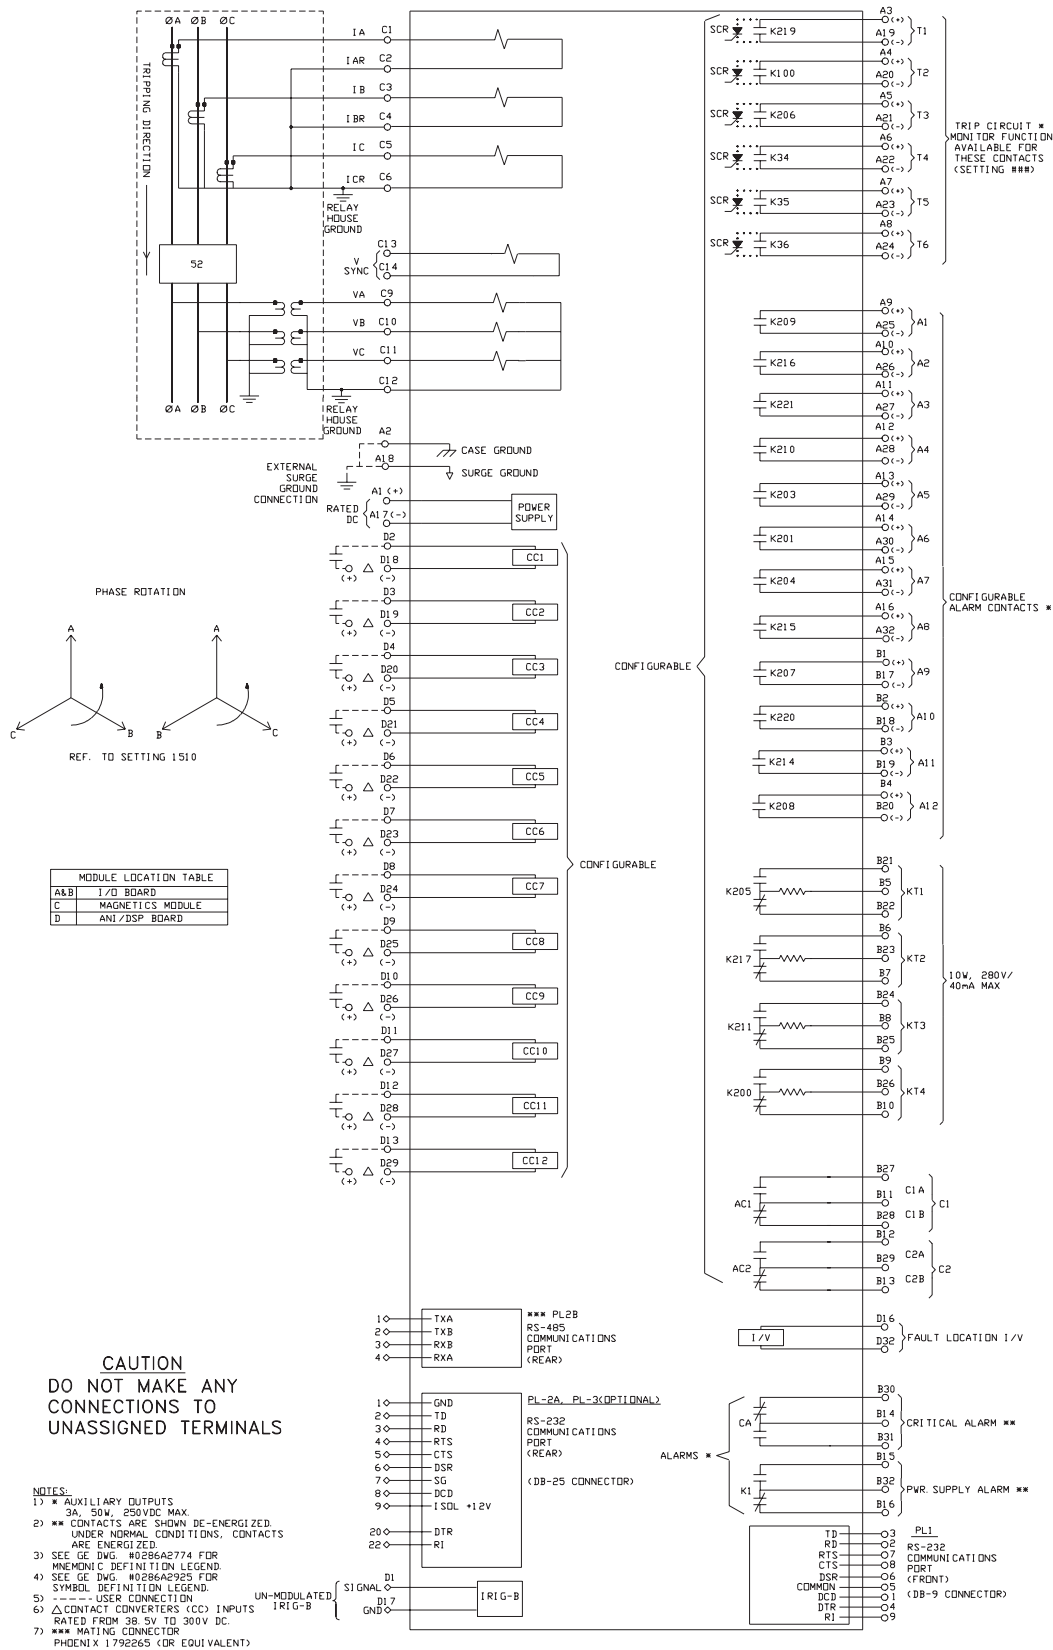 ØA ØB ØC
TRIPPING DIRECTION
52
ØA ØB ØC
IA C1
IAR C2
IB C3
IBR C4
IC C5
ICR C6
RELAY
HOUSE
GROUND
V
SYNC
C13
C14
VA C9
VB C10
VC C11
C12
RELAY
HOUSE
GROUND
A2
CASE GROUND
A18
SURGE GROUND
EXTERNAL
SURGE
GROUND
CONNECTION
RATED
DC
A1(+)
A17(-)
POWER
SUPPLY
D2
D18
(+) △ (-)
CC1
D3
D19
(+) △ (-)
CC2
D4
D20
(+) △ (-)
CC3
D5
D21
(+) △ (-)
CC4
D6
D22
(+) △ (-)
CC5
D7
D23
(+) △ (-)
CC6
D8
D24
(+) △ (-)
CC7
D9
D25
(+) △ (-)
CC8
D10
D26
(+) △ (-)
CC9
D11
D27
(+) △ (-)
CC10
D12
D28
(+) △ (-)
CC11
D13
D29
(+) △ (-)
CC12
CONFIGURABLE
PHASE ROTATION
A
C B
A
B C
REF. TO SETTING 1510
MODULE LOCATION TABLE
A&B I/O BOARD
C MAGNETICS MODULE
D ANI/DSP BOARD
CONFIGURABLE
SCR K219 A3 (+) A19 (-) T1
SCR K100 A4 (+) A20 (-) T2
SCR K206 A5 (+) A21 (-) T3
SCR K34 A6 (+) A22 (-) T4
SCR K35 A7 (+) A23 (-) T5
SCR K36 A8 (+) A24 (-) T6
TRIP CIRCUIT *
MONITOR FUNCTION
AVAILABLE FOR
THESE CONTACTS
(SETTING ###)
K209 A9 (+) A25 (-) A1
K216 A10 (+) A26 (-) A2
K221 A11 (+) A27 (-) A3
K210 A12 (+) A28 (-) A4
K203 A13 (+) A29 (-) A5
K201 A14 (+) A30 (-) A6
K204 A15 (+) A31 (-) A7
K215 A16 (+) A32 (-) A8
K207 B1 (+) B17 (-) A9
K220 B2 (+) B18 (-) A10
K214 B3 (+) B19 (-) A11
K208 B4 (+) B20 (-) A12
CONFIGURABLE
ALARM CONTACTS *
K205 B21 B5 B22 KT1
K217 B6 B23 B7 KT2
K211 B24 B8 B25 KT3
K200 B9 B26 B10 KT4
10W, 280V/
40mA MAX
AC1 B27 B11 B28 C1A C1B C1
AC2 B12 B29 B13 C2A C2B C2
I/V D16 D32 FAULT LOCATION I/V
ALARMS *
CA B30 B14 B31 CRITICAL ALARM **
K1 B15 B32 B16 PWR. SUPPLY ALARM **
1 TXA
2 TXB
3 RXB
4 RXA
*** PL2B
RS-485
COMMUNICATIONS
PORT
(REAR)
1 GND
2 TD
3 RD
4 RTS
5 CTS
6 DSR
7 SG
8 DCD
9 ISOL +12V
20 DTR
22 RI
PL-2A, PL-3(OPTIONAL)
RS-232
COMMUNICATIONS
PORT
(REAR)
(DB-25 CONNECTOR)
UN-MODULATED
IRIG-B
SIGNAL D1
GND D17
IRIG-B
TD 3
RD 2
RTS 7
CTS 8
DSR 6
COMMON 5
DCD 1
DTR 4
RI 9
PL1
RS-232
COMMUNICATIONS
PORT
(FRONT)
(DB-9 CONNECTOR)
CAUTION
DO NOT MAKE ANY
CONNECTIONS TO
UNASSIGNED TERMINALS
NOTES:
1) * AUXILIARY OUTPUTS
3A, 50W, 250VDC MAX.
2) ** CONTACTS ARE SHOWN DE-ENERGIZED.
UNDER NORMAL CONDITIONS, CONTACTS
ARE ENERGIZED.
3) SEE GE DWG. #0286A2774 FOR
MNEMONIC DEFINITION LEGEND.
4) SEE GE DWG. #0286A2925 FOR
SYMBOL DEFINITION LEGEND.
5) ------ USER CONNECTION
6) △CONTACT CONVERTERS (CC) INPUTS
RATED FROM 38.5V TO 300V DC.
7) *** MATING CONNECTOR
PHOENIX 1792265 (OR EQUIVALENT)